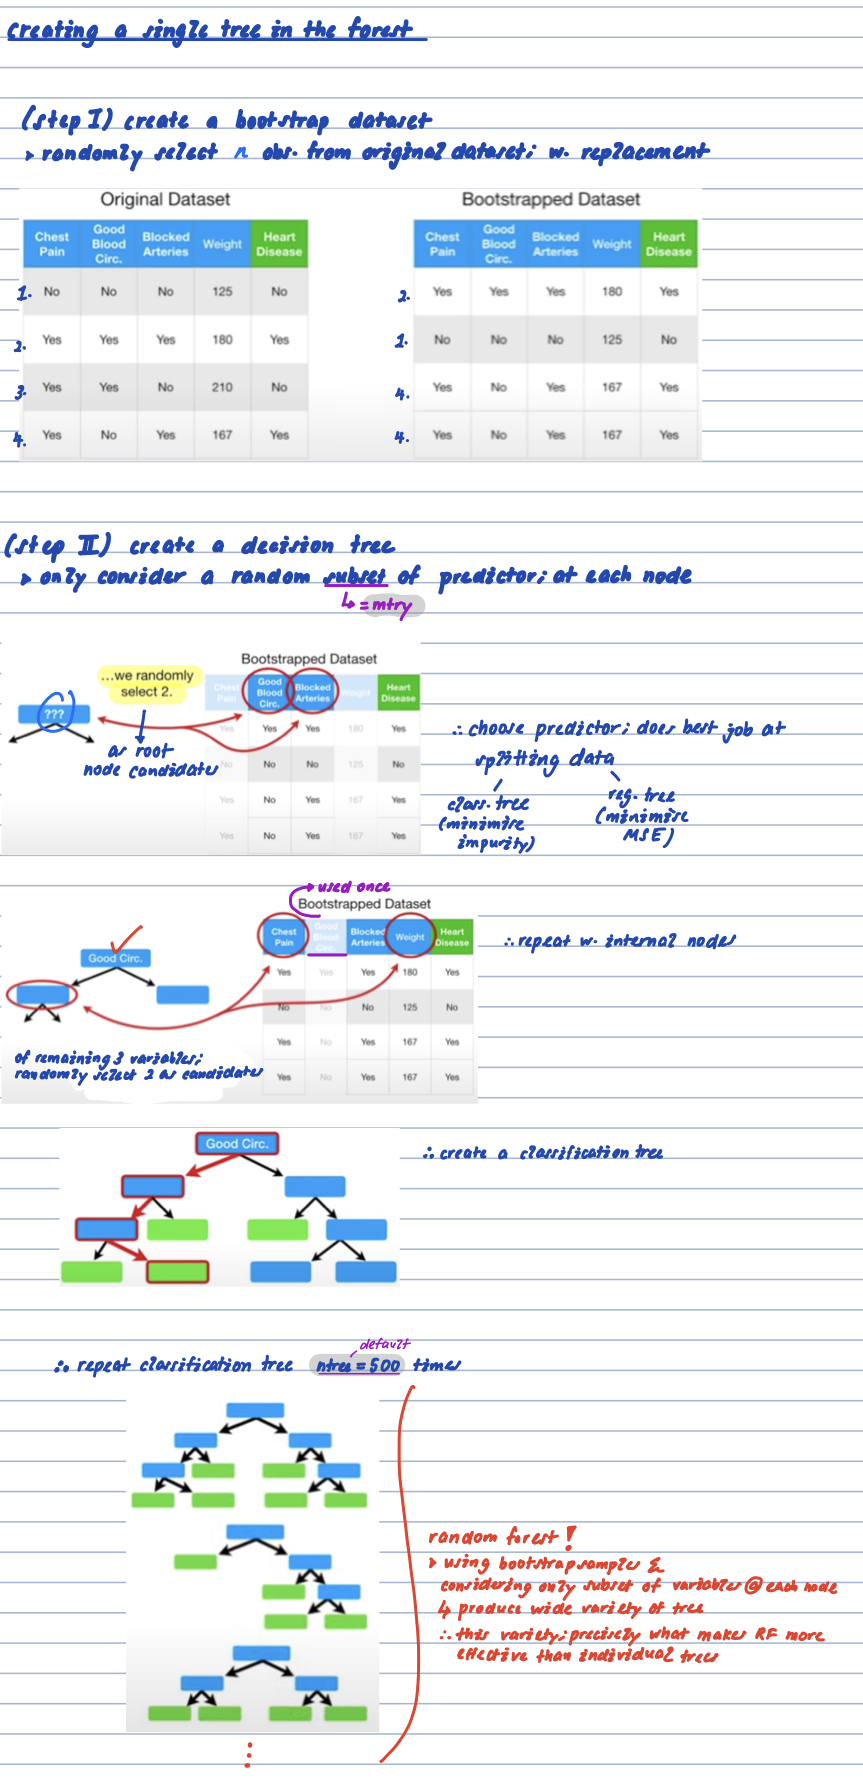 creating a single tree in the forest
(step I) create a bootstrap dataset
> randomly select n obs. from original dataset; w. replacement
Original Dataset
Chest Pain Good Blood Circ. Blocked Arteries Weight Heart Disease
1. No No No 125 No
2. Yes Yes Yes 180 Yes
3. Yes Yes No 210 No
4. Yes No Yes 167 Yes
Bootstrapped Dataset
Chest Pain Good Blood Circ. Blocked Arteries Weight Heart Disease
2. Yes Yes Yes 180 Yes
1. No No No 125 No
4. Yes No Yes 167 Yes
4. Yes No Yes 167 Yes
(step II) create a decision tree
> only consider a random subset of predictor; at each node
↳ = mtry
Bootstrapped Dataset
...we randomly
select 2.
???
as root
node candidate
Chest Pain Good Blood Circ. Blocked Arteries Weight Heart Disease
Yes Yes Yes 180 Yes
No No No 125 No
Yes No Yes 167 Yes
Yes No Yes 167 Yes
∴ choose predictor; does best job at
splitting data
class. tree
(minimise
impurity)
reg. tree
(minimise
MSE)
used once
Bootstrapped Dataset
Good Circ.
Chest Pain Good Blood Circ. Blocked Arteries Weight Heart Disease
Yes Yes Yes 180 Yes
No No No 125 No
Yes No Yes 167 Yes
Yes No Yes 167 Yes
of remaining 3 variables;
randomly select 2 as candidates
∴ repeat w. internal nodes
Good Circ.
∴ create a classification tree
default
∴ repeat classification tree ntree = 500 times
random forest!
> using bootstrap samples &
considering only subset of variables @ each node
↳ produce wide variety of tree
∴ this variety; precisely what makes RF more
effective than individual trees